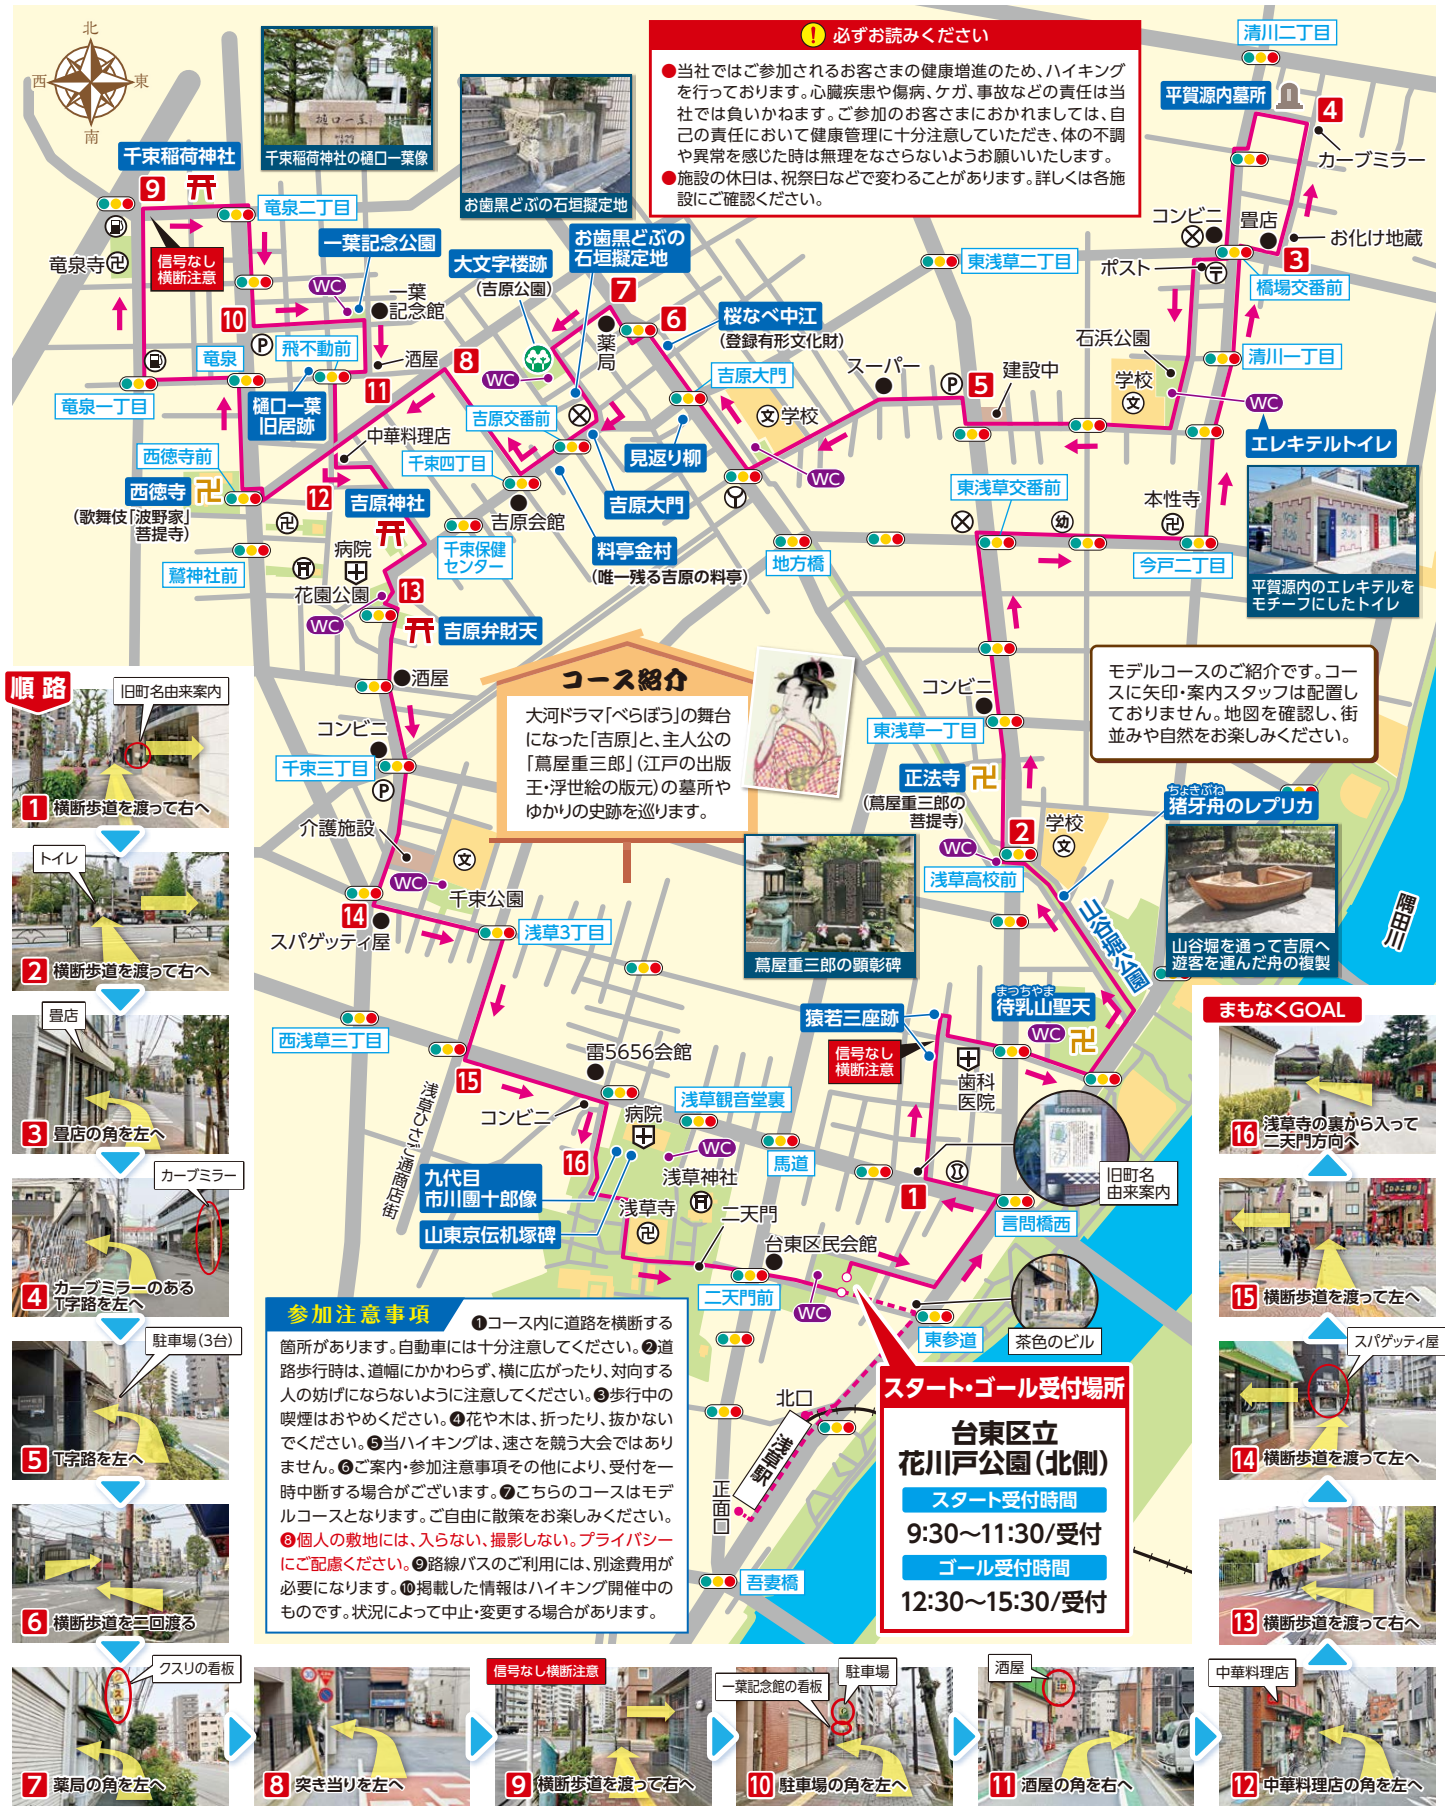 北
西
東
南
千束稲荷神社の樋口一葉像
お歯黒どぶの石垣擬定地
! 必ずお読みください
●当社ではご参加されるお客さまの健康増進のため、ハイキング
を行っております。心臓疾患や傷病、ケガ、事故などの責任は当
社では負いかねます。ご参加のお客さまにおかれましては、自
己の責任において健康管理に十分注意していただき、体の不調
や異常を感じた時は無理をなさらないようお願いいたします。
●施設の休日は、祝祭日などで変わることがあります。詳しくは各施
設にご確認ください。
清川二丁目
平賀源内墓所
4
カーブミラー
コンビニ
畳店
お化け地蔵
3
ポスト
橋場交番前
石浜公園
清川一丁目
学校
文
WC
エレキテルトイレ
平賀源内のエレキテルを
モチーフにしたトイレ
千束稲荷神社
9
竜泉二丁目
信号なし
横断注意
竜泉寺
一葉記念公園
WC
一葉
記念館
10
P
飛不動前
酒屋
竜泉
11
竜泉一丁目
樋口一葉
旧居跡
大文字楼跡
(吉原公園)
お歯黒どぶの
石垣擬定地
7
6
薬局
桜なべ中江
(登録有形文化財)
東浅草二丁目
8
WC
吉原大門
スーパー
P
5
建設中
吉原交番前
文 学校
見返り柳
WC
中華料理店
千束四丁目
西徳寺前
西徳寺
(歌舞伎「波野家」
菩提寺)
12
吉原神社
吉原会館
吉原大門
料亭金村
(唯一残る吉原の料亭)
千束保健
センター
地方橋
東浅草交番前
幼
本性寺
今戸二丁目
鷲神社前
病院
花園公園
13
WC
吉原弁財天
酒屋
コンビニ
千束三丁目
P
介護施設
文
WC
千束公園
14
スパゲッティ屋
浅草3丁目
コース紹介
大河ドラマ「べらぼう」の舞台
になった「吉原」と、主人公の
「蔦屋重三郎」(江戸の出版
王・浮世絵の版元)の墓所や
ゆかりの史跡を巡ります。
モデルコースのご紹介です。コー
スに矢印・案内スタッフは配置し
ておりません。地図を確認し、街
並みや自然をお楽しみください。
コンビニ
東浅草一丁目
正法寺
(蔦屋重三郎の
菩提寺)
2
学校
文
WC
浅草高校前
ちょきぶね
猪牙舟のレプリカ
山谷堀を通って吉原へ
遊客を運んだ舟の複製
隅田川
山谷堀公園
蔦屋重三郎の顕彰碑
まつちやま
待乳山聖天
WC
猿若三座跡
信号なし
横断注意
歯科
医院
西浅草三丁目
15
雷5656会館
コンビニ
浅草ひさご通商店街
浅草観音堂裏
病院
WC
馬道
16
九代目
市川團十郎像
山東京伝机塚碑
浅草神社
浅草寺
二天門
1
旧町名
由来案内
言問橋西
台東区民会館
二天門前
WC
東参道
茶色のビル
北口
浅草駅
正面口
吾妻橋
スタート・ゴール受付場所
台東区立
花川戸公園(北側)
スタート受付時間
9:30〜11:30/受付
ゴール受付時間
12:30〜15:30/受付
参加注意事項
❶コース内に道路を横断する
箇所があります。自動車には十分注意してください。❷道
路歩行時は、道幅にかかわらず、横に広がったり、対向する
人の妨げにならないように注意してください。❸歩行中の
喫煙はおやめください。❹花や木は、折ったり、抜かない
でください。❺当ハイキングは、速さを競う大会ではあり
ません。❻ご案内・参加注意事項その他により、受付を一
時中断する場合がございます。❼こちらのコースはモデ
ルコースとなります。ご自由に散策をお楽しみください。
❽個人の敷地には、入らない、撮影しない。プライバシー
にご配慮ください。❾路線バスのご利用には、別途費用が
必要になります。❿掲載した情報はハイキング開催中の
ものです。状況によって中止・変更する場合があります。
順路
旧町名由来案内
1 横断歩道を渡って右へ
トイレ
2 横断歩道を渡って右へ
畳店
3 畳店の角を左へ
カーブミラー
4 カーブミラーのある
T字路を左へ
駐車場(3台)
5 T字路を左へ
6 横断歩道を二回渡る
クスリの看板
7 薬局の角を左へ
8 突き当りを左へ
信号なし横断注意
9 横断歩道を渡って右へ
一葉記念館の看板
駐車場
10 駐車場の角を左へ
酒屋
11 酒屋の角を右へ
中華料理店
12 中華料理店の角を左へ
13 横断歩道を渡って右へ
スパゲッティ屋
14 横断歩道を渡って左へ
15 横断歩道を渡って左へ
まもなくGOAL
16 浅草寺の裏から入って
二天門方向へ